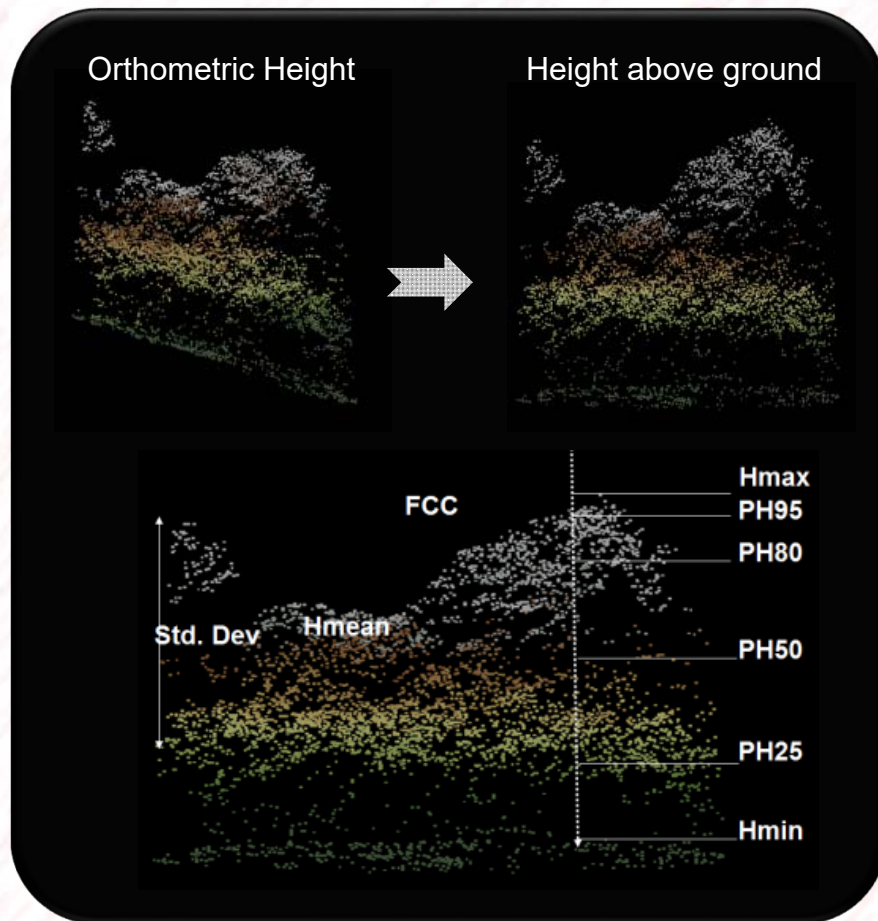 Orthometric Height
Height above ground
FCC
Std. Dev
Hmean
Hmax
PH95
PH80
PH50
PH25
Hmin